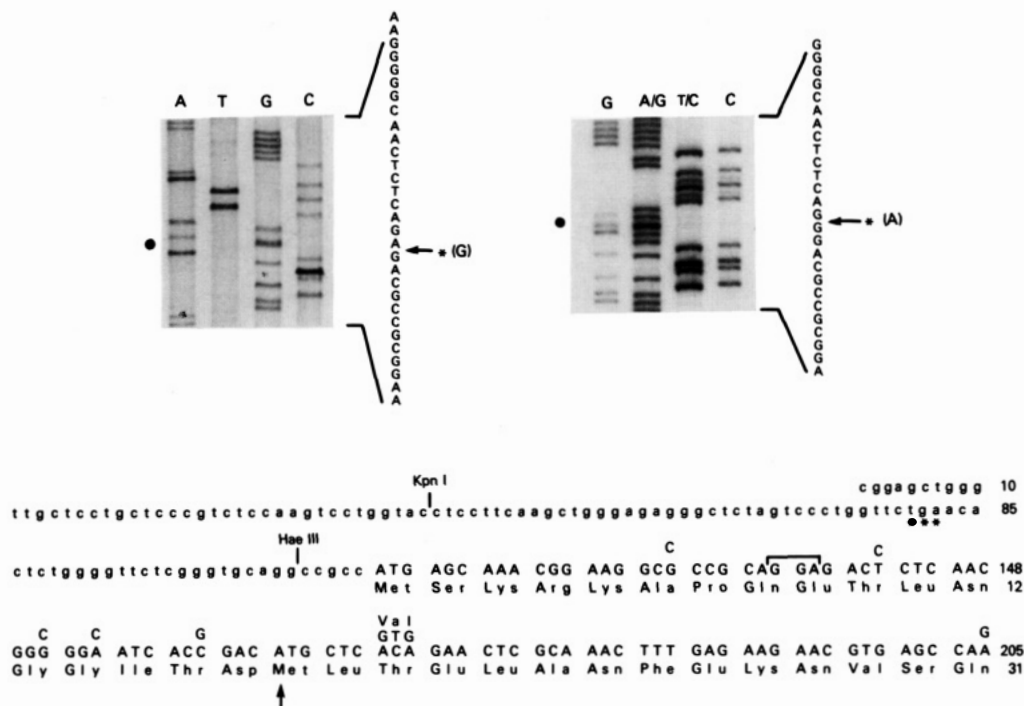 A T G C
AAGGGGGCAACTCTCAGAGACGCCGCGGAA
* (G)
G A/G T/C C
GGGGCAACTCTCAGGGACGCCGCGGA
* (A)
Kpn I
cggagctggg 10
ttgctcctgctcccgtctccaagtcctggtacctccttcaagctgggagagggctctagtccctggttctgaaca 85
●**
Hae III
C C
ctctggggttctcgggtgcaggccgcc ATG AGC AAA CGG AAG GCG CCG CAG GAG ACT CTC AAC 148
Met Ser Lys Arg Lys Ala Pro Gln Glu Thr Leu Asn 12
Val
C C G GTG G
GGG GGA ATC ACC GAC ATG CTC ACA GAA CTC GCA AAC TTT GAG AAG AAC GTG AGC CAA 205
Gly Gly Ile Thr Asp Met Leu Thr Glu Leu Ala Asn Phe Glu Lys Asn Val Ser Gln 31